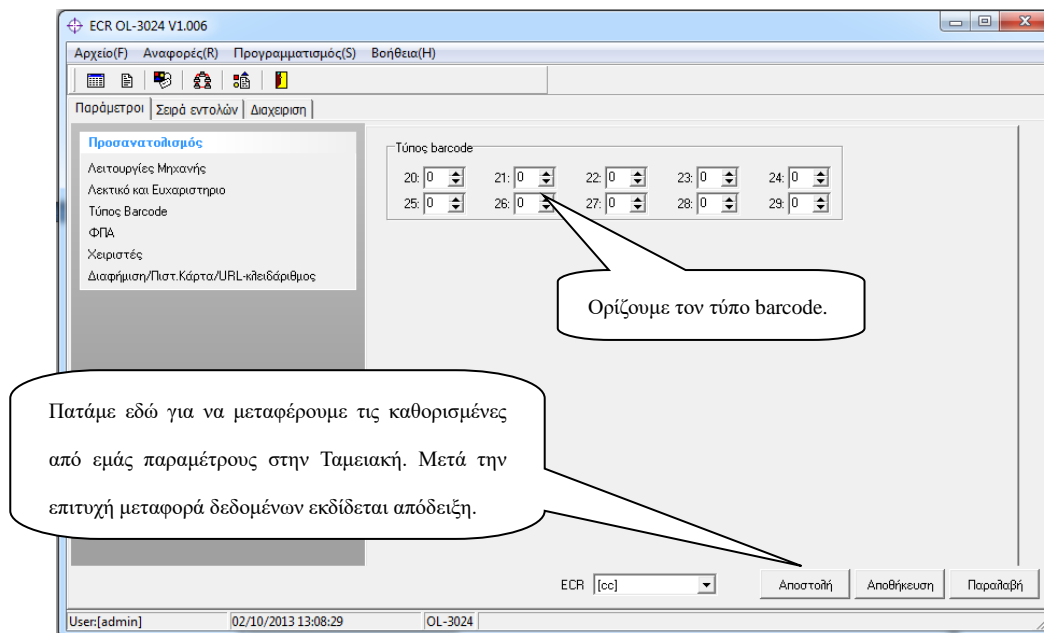 ECR OL-3024 V1.006
Αρχείο(F) Αναφορές(R) Προγραμματισμός(S) Βοήθεια(H)
Παράμετροι Σειρά εντολών Διαχειριση
Προσανατολισμός
Λειτουργίες Μηχανής
Λεκτικό και Ευχαριστηριο
Τύπος Barcode
ΦΠΑ
Χειριστές
Διαφήμιση/Πιστ.Κάρτα/URL-κλειδάριθμος
Τύπος barcode
20: 0 21: 0 22: 0 23: 0 24: 0
25: 0 26: 0 27: 0 28: 0 29: 0
Ορίζουμε τον τύπο barcode.
Πατάμε εδώ για να μεταφέρουμε τις καθορισμένες
από εμάς παραμέτρους στην Ταμειακή. Μετά την
επιτυχή μεταφορά δεδομένων εκδίδεται απόδειξη.
ECR [cc] Αποστολή Αποθήκευση Παραλαβή
User:[admin] 02/10/2013 13:08:29 OL-3024